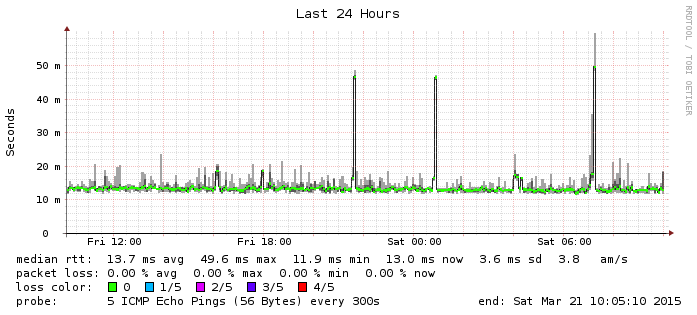 Last 24 Hours
RRDTOOL / TOBI OETIKER
Seconds
50 m
40 m
30 m
20 m
10 m
0
Fri 12:00 Fri 18:00 Sat 00:00 Sat 06:00
median rtt: 13.7 ms avg 49.6 ms max 11.9 ms min 13.0 ms now 3.6 ms sd 3.8 am/s
packet loss: 0.00 % avg 0.00 % max 0.00 % min 0.00 % now
loss color: 0 1/5 2/5 3/5 4/5
probe: 5 ICMP Echo Pings (56 Bytes) every 300s end: Sat Mar 21 10:05:10 2015